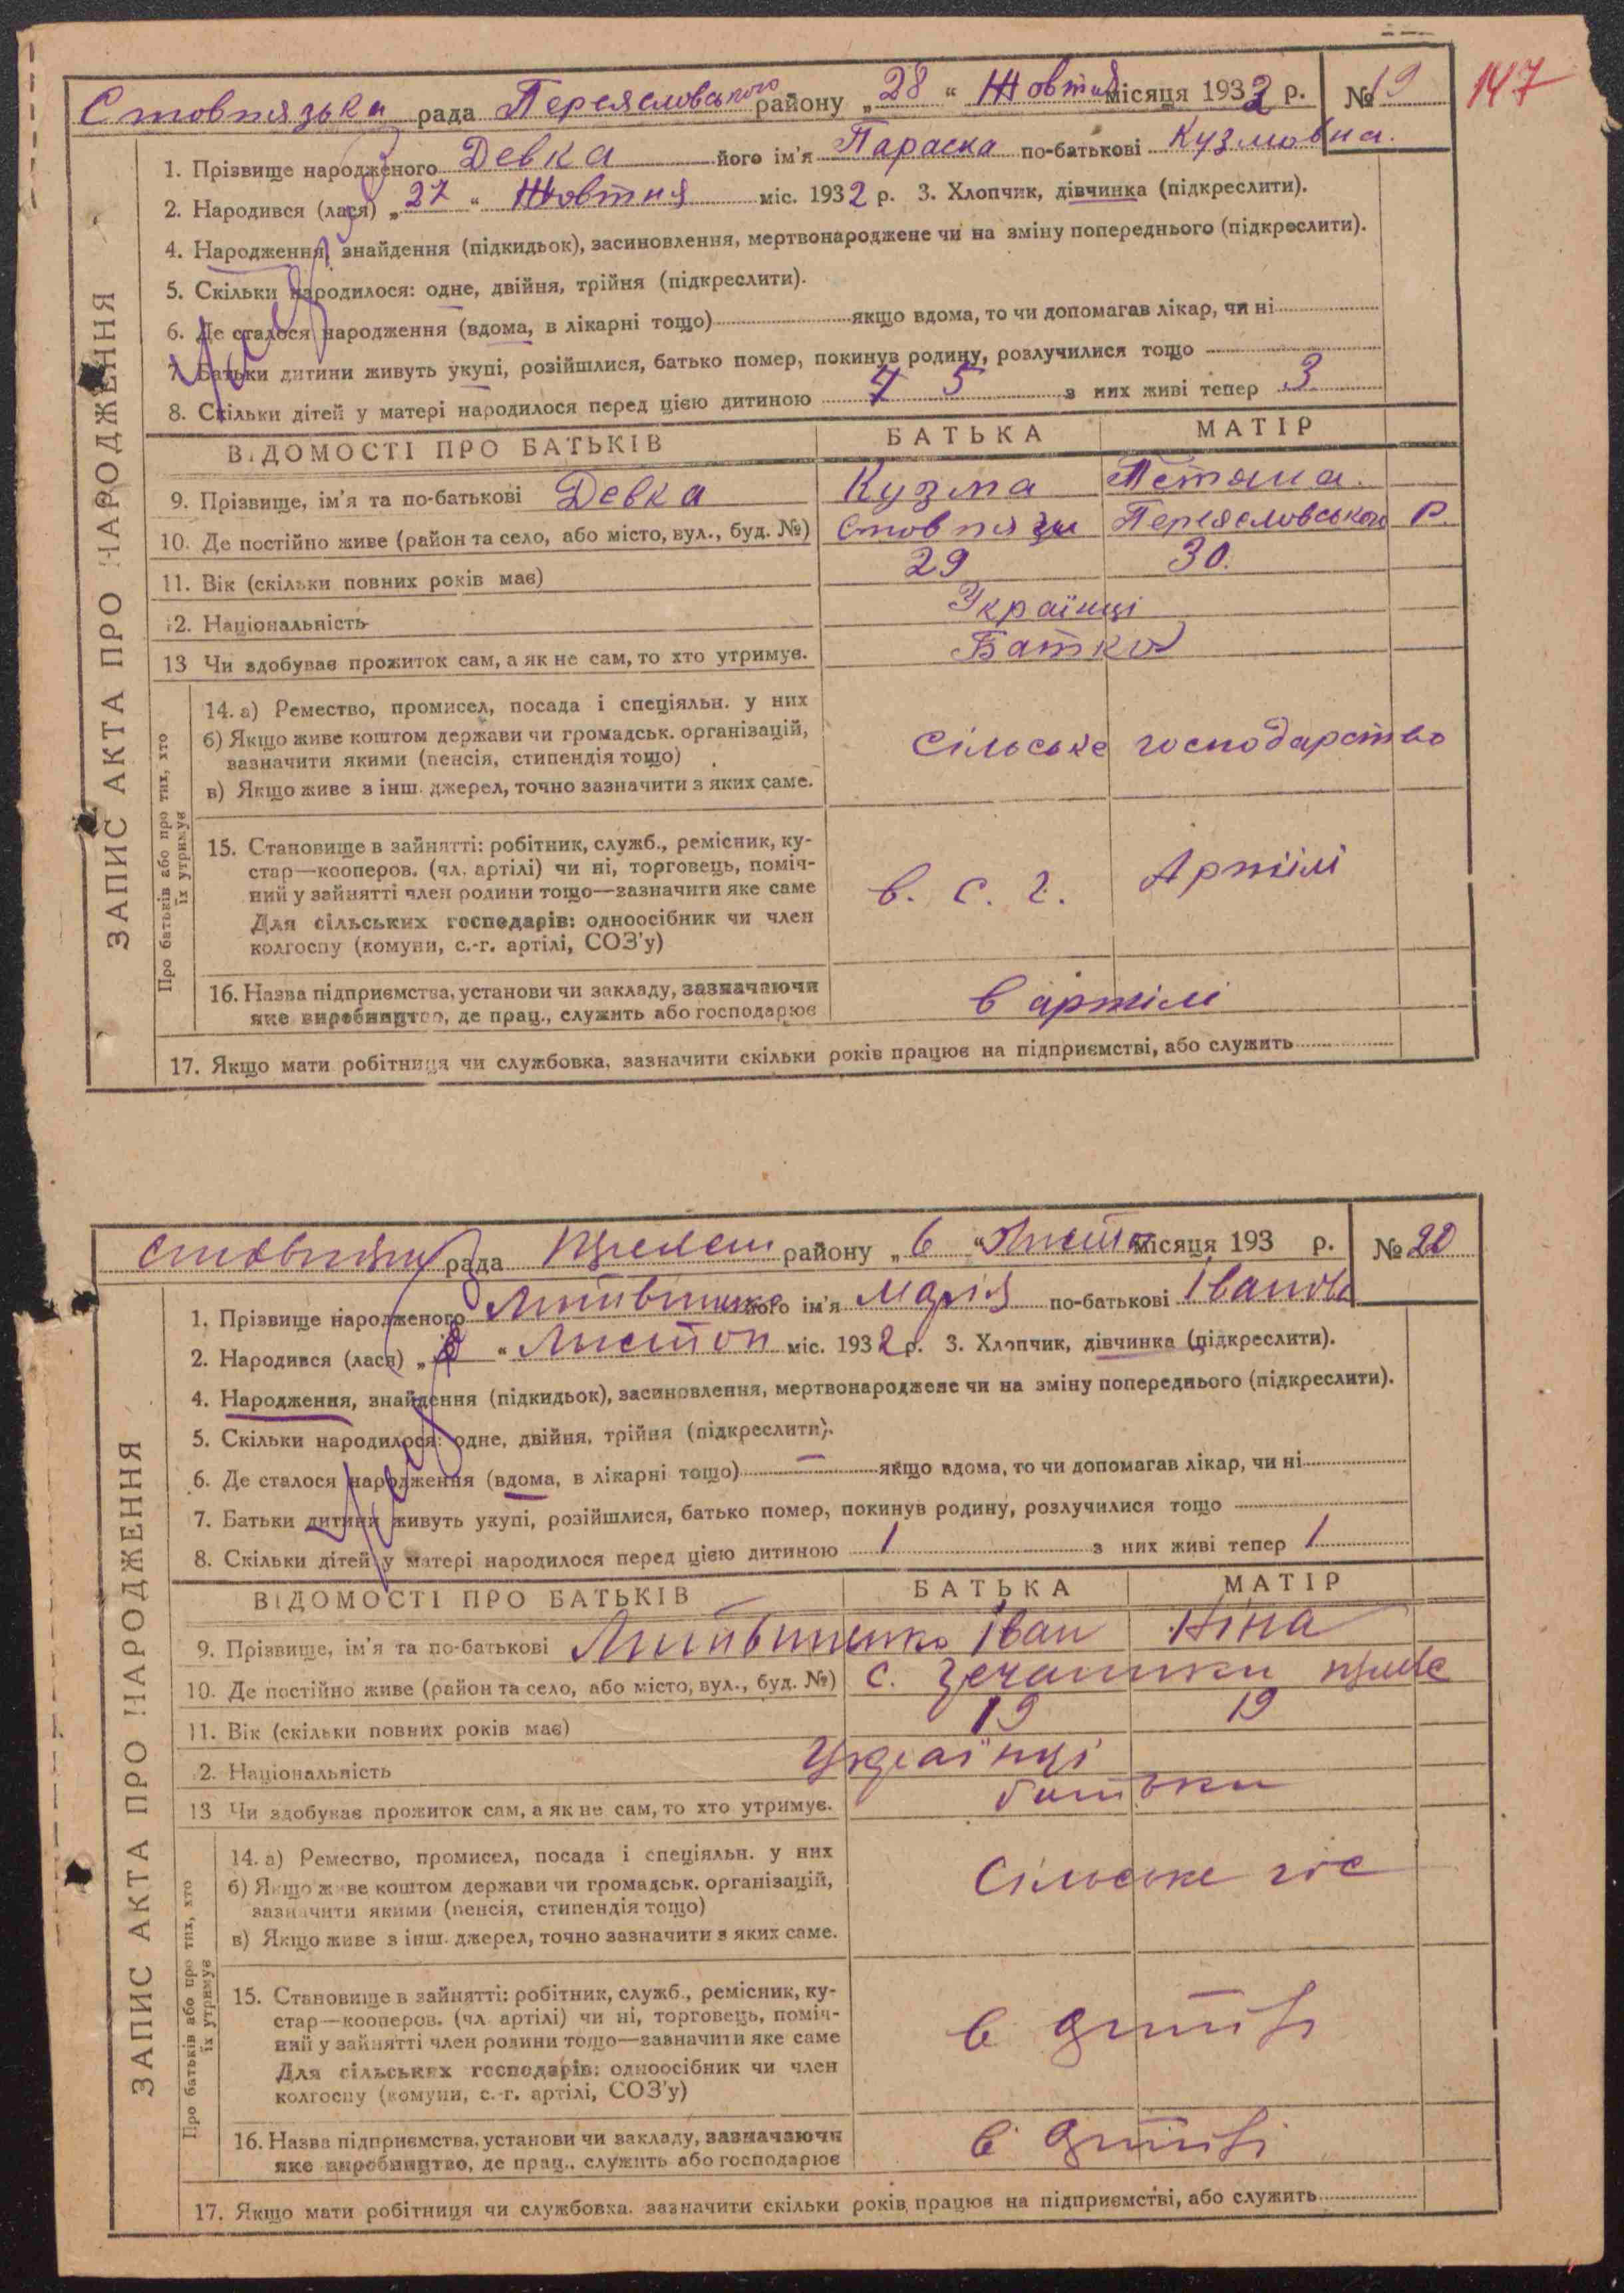 147
Стовпязька рада Переясловського району „28“ Жовтня місяця 1932 р. № 19
ЗАПИС АКТА ПРО НАРОДЖЕННЯ
1. Прізвище народженого Девка його ім'я Параска по-батькові Кузмовна.
2. Народився (лася) „27“ Жовтня міс. 1932 р. 3. Хлопчик, дівчинка (підкреслити).
4. Народження, знайдення (підкидьок), засиновлення, мертвонароджене чи на зміну попереднього (підкреслити).
5. Скільки народилося: одне, двійня, трійня (підкреслити).
6. Де сталося народження (вдома, в лікарні тощо) якщо вдома, то чи допомагав лікар, чи ні
7. Батьки дитини живуть укупі, розійшлися, батько помер, покинув родину, розлучилися тощо
8. Скільки дітей у матері народилося перед цією дитиною 5 з них живі тепер 3
ВІДОМОСТІ ПРО БАТЬКІВ БАТЬКА МАТІР
9. Прізвище, ім'я та по-батькові Девка Кузма Тетяна.
10. Де постійно живе (район та село, або місто, вул., буд. №) Стовпязи Переясловського Р.
11. Вік (скільки повних років має) 29 30.
12. Національність Українці
13 Чи здобуває прожиток сам, а як не сам, то хто утримує. Батки
Про батьків або про тих, хто їх утримує
14. а) Ремество, промисел, посада і спеціяльн. у них
б) Якщо живе коштом держави чи громадськ. організацій,
зазначити якими (пенсія, стипендія тощо) Сільське господарство
в) Якщо живе з інш. джерел, точно зазначити з яких саме.
15. Становище в зайнятті: робітник, служб., ремісник, ку-
стар—кооперов. (чл. артілі) чи ні, торговець, поміч-
ний у зайнятті член родини тощо—зазначити яке саме в. с. г. Артілі
Для сільських господарів: одноосібник чи член
колгоспу (комуни, с.-г. артілі, СОЗ'у)
16. Назва підприємства, установи чи закладу, зазначаючи в артілі
яке виробництво, де прац., служить або господарює
17. Якщо мати робітниця чи службовка, зазначити скільки років працює на підприємстві, або служить
рада району „6“ місяця 193 р. № 20
ЗАПИС АКТА ПРО НАРОДЖЕННЯ
1. Прізвище народженого Литвиненко його ім'я Марія по-батькові Іванов
2. Народився (лася) „ “ Листоп міс. 1932 р. 3. Хлопчик, дівчинка (підкреслити).
4. Народження, знайдення (підкидьок), засиновлення, мертвонароджене чи на зміну попереднього (підкреслити).
5. Скільки народилося: одне, двійня, трійня (підкреслити).
6. Де сталося народження (вдома, в лікарні тощо) якщо вдома, то чи допомагав лікар, чи ні
7. Батьки дитини живуть укупі, розійшлися, батько помер, покинув родину, розлучилися тощо
8. Скільки дітей у матері народилося перед цією дитиною 1 з них живі тепер 1
ВІДОМОСТІ ПРО БАТЬКІВ БАТЬКА МАТІР
9. Прізвище, ім'я та по-батькові Литвиненко Іван Ніна
10. Де постійно живе (район та село, або місто, вул., буд. №) с.
11. Вік (скільки повних років має) 19 19
12. Національність Українці
13 Чи здобуває прожиток сам, а як не сам, то хто утримує. батьки
Про батьків або про тих, хто їх утримує
14. а) Ремество, промисел, посада і спеціяльн. у них
б) Якщо живе коштом держави чи громадськ. організацій, Сільське гос
зазначити якими (пенсія, стипендія тощо)
в) Якщо живе з інш. джерел, точно зазначити з яких саме.
15. Становище в зайнятті: робітник, служб., ремісник, ку-
стар—кооперов. (чл. артілі) чи ні, торговець, поміч-
ний у зайнятті член родини тощо—зазначити яке саме в
Для сільських господарів: одноосібник чи член
колгоспу (комуни, с.-г. артілі, СОЗ'у)
16. Назва підприємства, установи чи закладу, зазначаючи в
яке виробництво, де прац., служить або господарює
17. Якщо мати робітниця чи службовка, зазначити скільки років працює на підприємстві, або служить